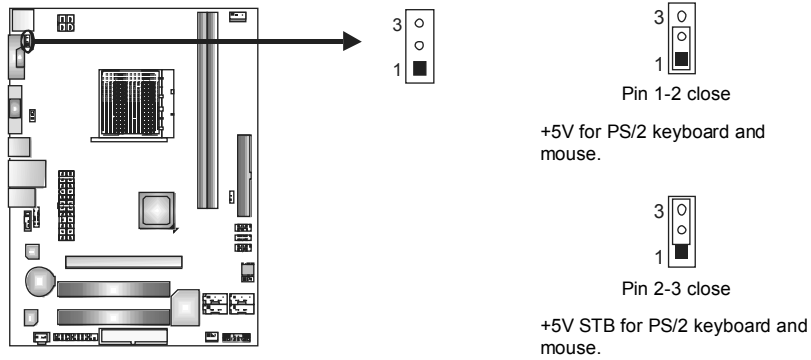 3
1
3
1
Pin 1-2 close
+5V for PS/2 keyboard and
mouse.
3
1
Pin 2-3 close
+5V STB for PS/2 keyboard and
mouse.